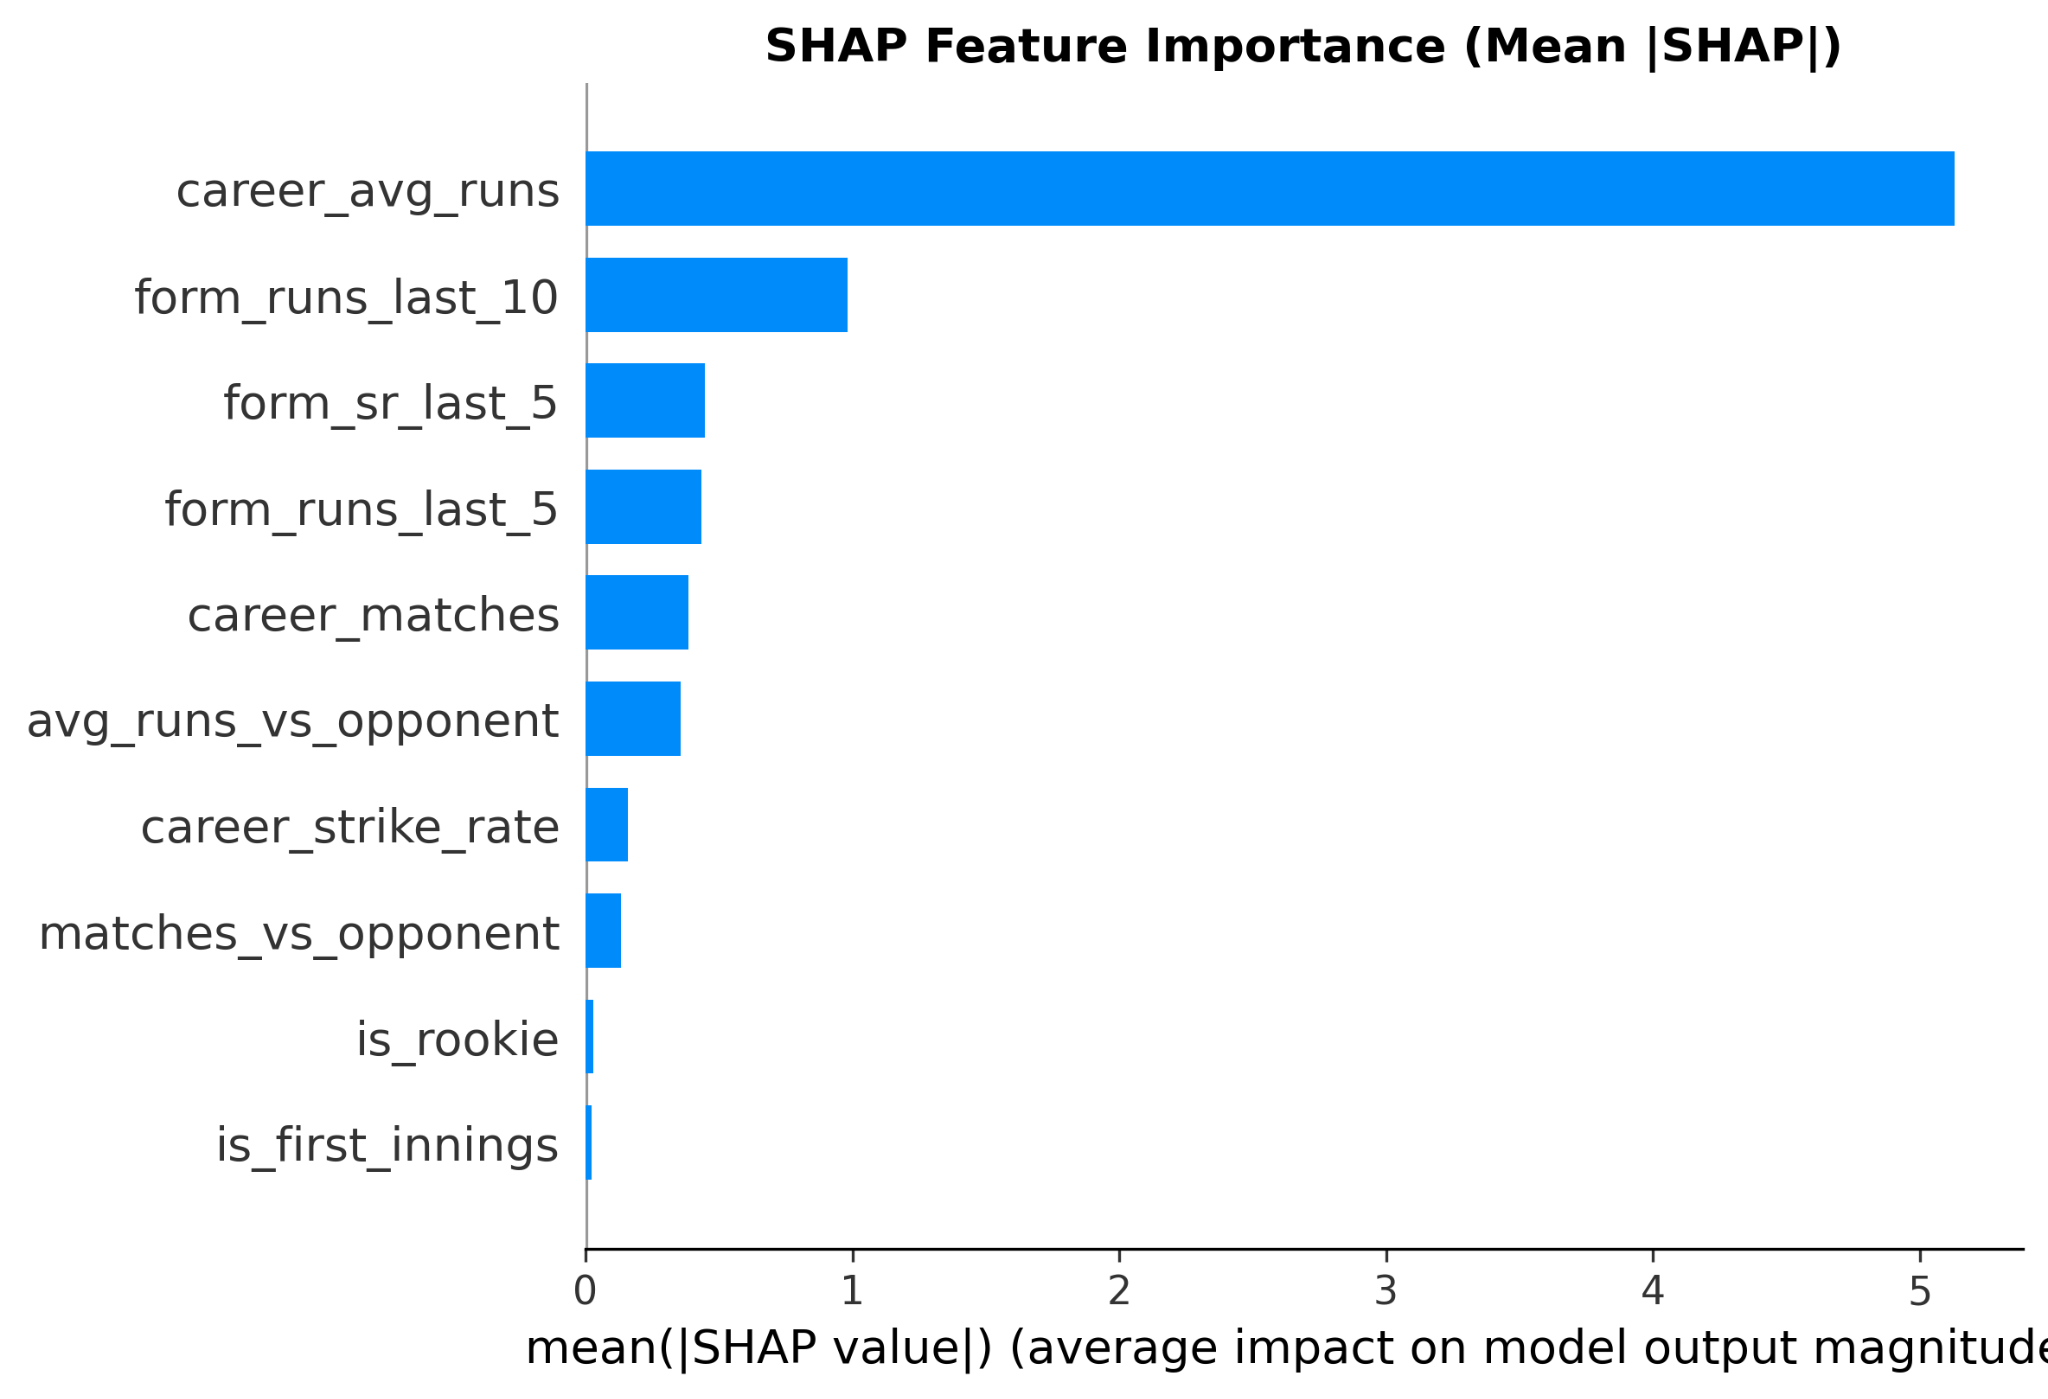 SHAP Feature Importance (Mean |SHAP|)
career_avg_runs
form_runs_last_10
form_sr_last_5
form_runs_last_5
career_matches
avg_runs_vs_opponent
career_strike_rate
matches_vs_opponent
is_rookie
is_first_innings
0 1 2 3 4 5
mean(|SHAP value|) (average impact on model output magnitude